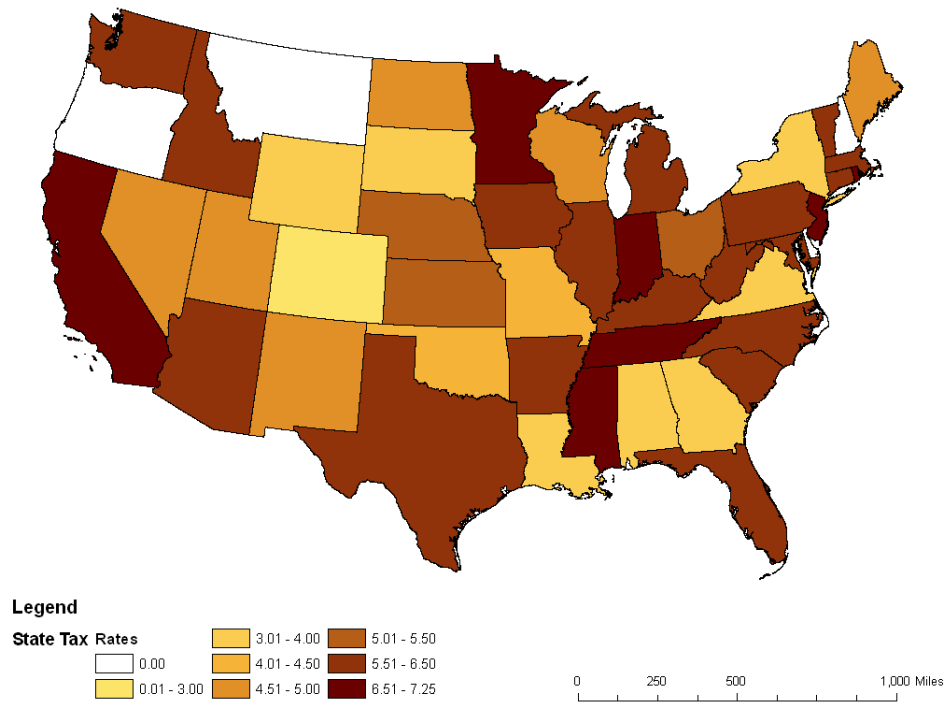 Legend
State Tax Rates
0.00
0.01 - 3.00
3.01 - 4.00
4.01 - 4.50
4.51 - 5.00
5.01 - 5.50
5.51 - 6.50
6.51 - 7.25
0 250 500 1,000 Miles